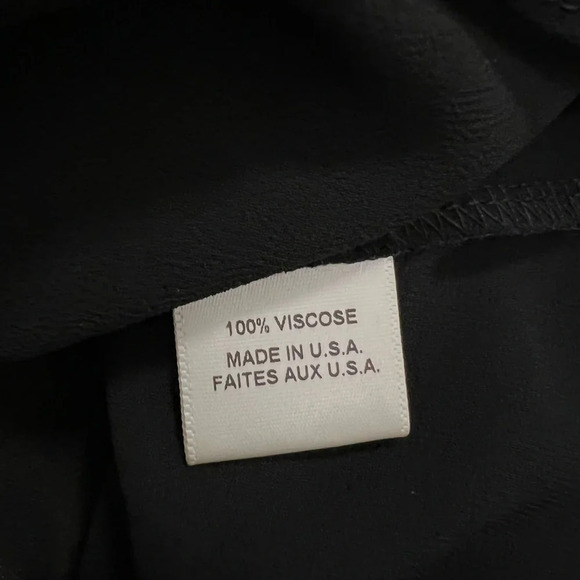 100% VISCOSE
MADE IN U.S.A.
FAITES AUX U.S.A.